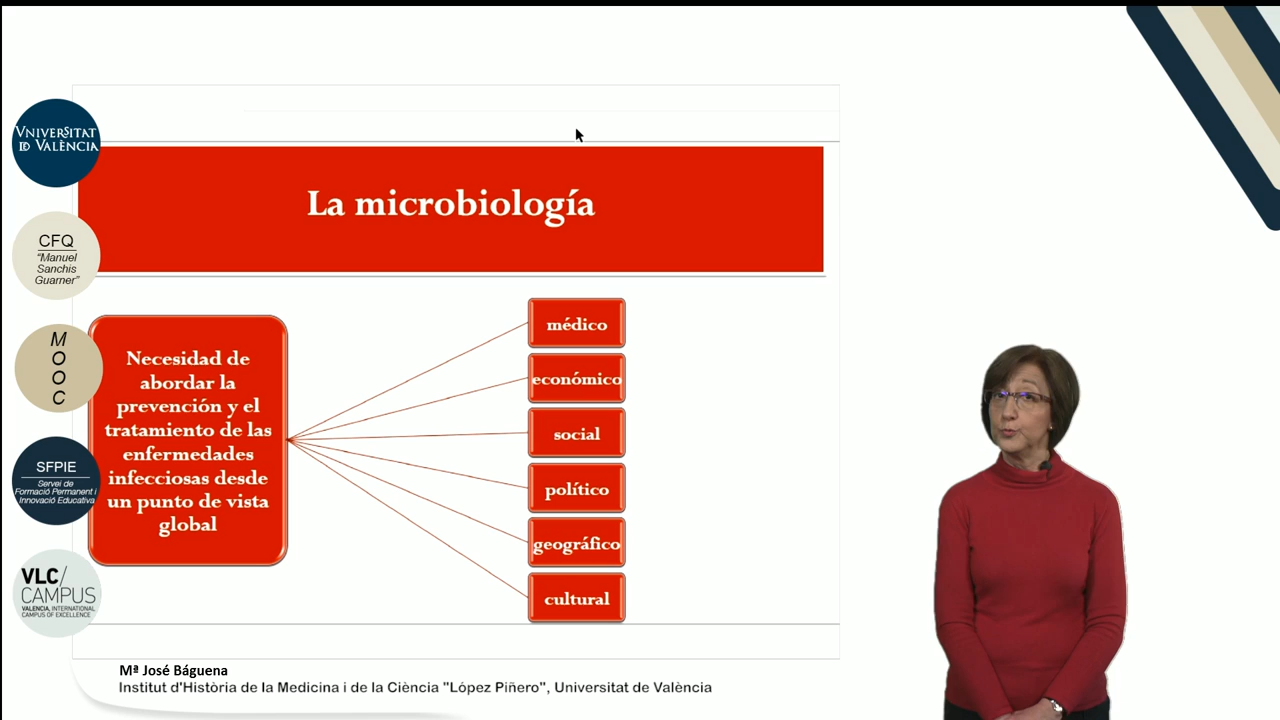 VNIVERSITAT
ID VALÈNCIA
CFQ
“Manuel
Sanchis
Guarner”
M
O
O
C
SFPIE
Servei de
Formació Permanent i
Innovació Educativa
VLC/
CAMPUS
VALENCIA, INTERNATIONAL
CAMPUS OF EXCELLENCE
La microbiología
Necesidad de
abordar la
prevención y el
tratamiento de las
enfermedades
infecciosas desde
un punto de vista
global
médico
económico
social
político
geográfico
cultural
Mª José Báguena
Institut d'Història de la Medicina i de la Ciència "López Piñero", Universitat de València